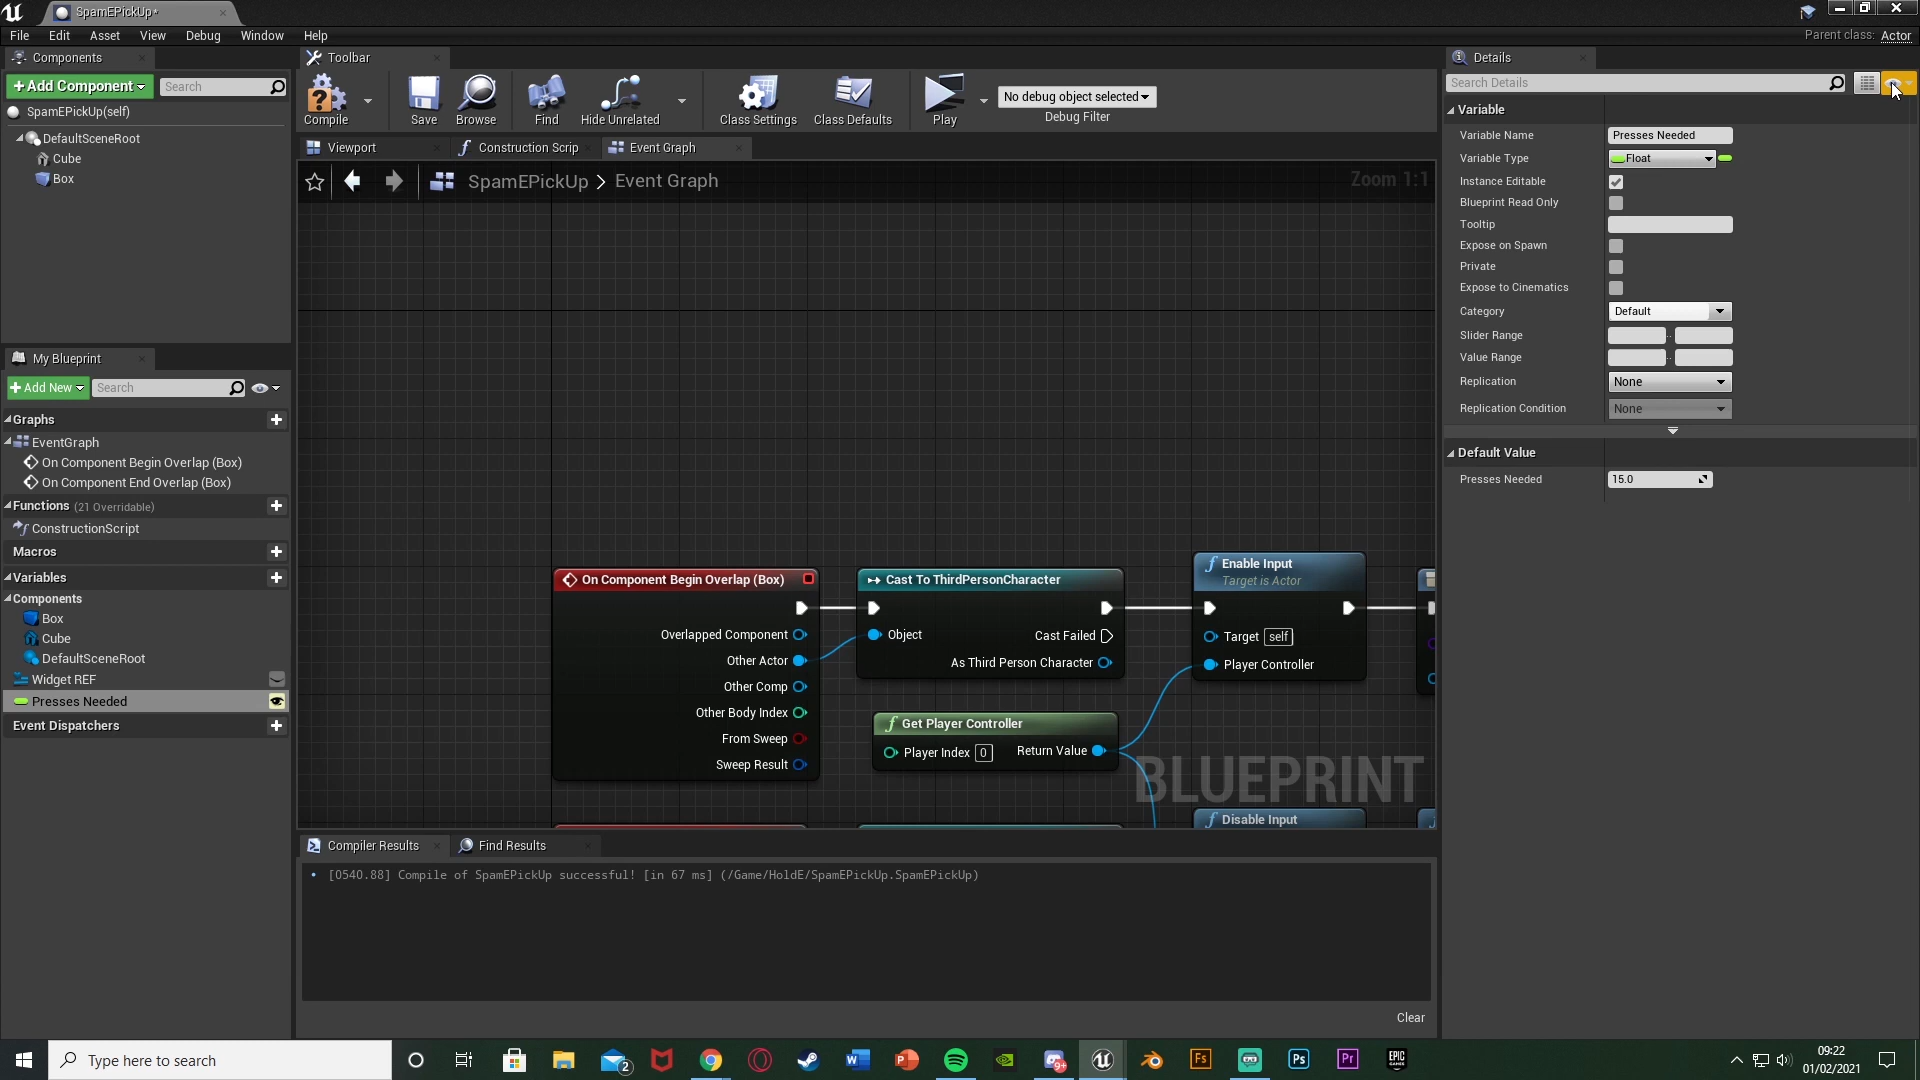 SpamEPickUp*
File Edit Asset View Debug Window Help
Parent class: Actor
Components
Toolbar
Details
+ Add Component
Search
Search Details
SpamEPickUp(self)
DefaultSceneRoot
Cube
Box
Compile
Save
Browse
Find
Hide Unrelated
Class Settings
Class Defaults
Play
No debug object selected
Debug Filter
Viewport
Construction Scrip
Event Graph
SpamEPickUp > Event Graph
Zoom 1:1
Variable
Variable Name Presses Needed
Variable Type Float
Instance Editable
Blueprint Read Only
Tooltip
Expose on Spawn
Private
Expose to Cinematics
Category Default
Slider Range
Value Range
Replication None
Replication Condition None
Default Value
Presses Needed 15.0
My Blueprint
+ Add New
Search
Graphs
EventGraph
On Component Begin Overlap (Box)
On Component End Overlap (Box)
Functions (21 Overridable)
ConstructionScript
Macros
Variables
Components
Box
Cube
DefaultSceneRoot
Widget REF
Presses Needed
Event Dispatchers
On Component Begin Overlap (Box)
Overlapped Component
Other Actor
Other Comp
Other Body Index
From Sweep
Sweep Result
Cast To ThirdPersonCharacter
Object
Cast Failed
As Third Person Character
Get Player Controller
Player Index 0
Return Value
Enable Input
Target is Actor
Target self
Player Controller
Disable Input
BLUEPRINT
Compiler Results
Find Results
[0540.88] Compile of SpamEPickUp successful! [in 67 ms] (/Game/HoldE/SpamEPickUp.SpamEPickUp)
Clear
Type here to search
2
W
P
9+
Fs
Ps
Pr
EPIC
GAMES
09:22
01/02/2021